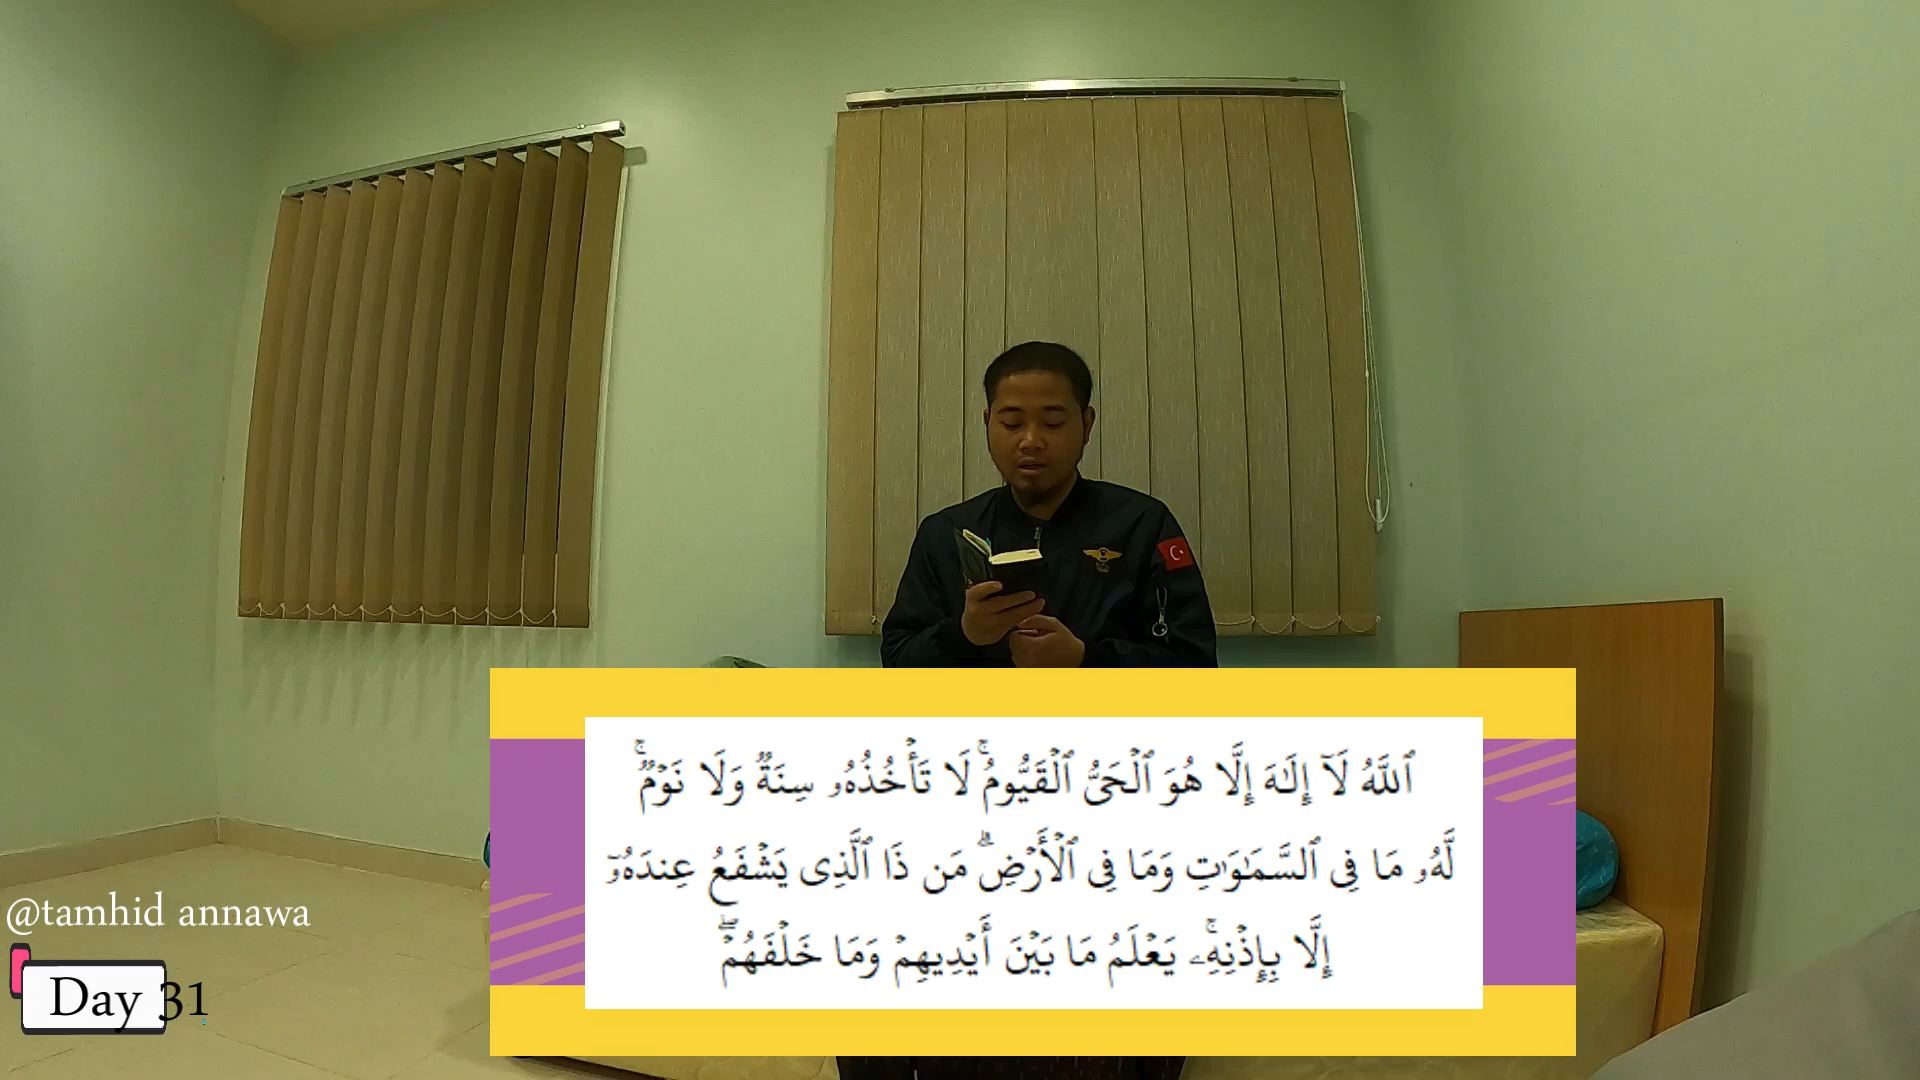 ٱللَّهُ لَآ إِلَـٰهَ إِلَّا هُوَ ٱلْحَىُّ ٱلْقَيُّومُ ۚ لَا تَأْخُذُهُۥ سِنَةٌ وَلَا نَوْمٌ ۚ
لَّهُۥ مَا فِى ٱلسَّمَـٰوَٰتِ وَمَا فِى ٱلْأَرْضِ ۗ مَن ذَا ٱلَّذِى يَشْفَعُ عِندَهُۥٓ
إِلَّا بِإِذْنِهِۦ ۚ يَعْلَمُ مَا بَيْنَ أَيْدِيهِمْ وَمَا خَلْفَهُمْ ۖ
@tamhid annawa
Day 31